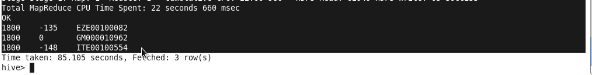 Total MapReduce CPU Time Spent: 22 seconds 660 msec
OK
1800 -135 EZE00100082
1800 0 GM000010962
1800 -148 ITE00100554
Time taken: 85.105 seconds, Fetched: 3 row(s)
hive>